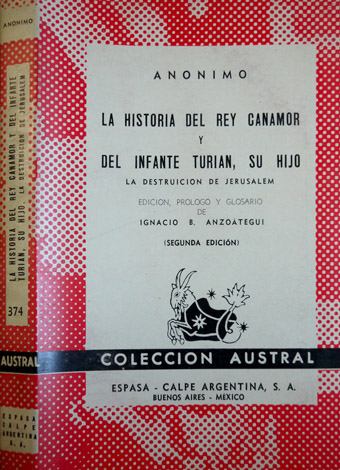 ANONIMO
LA HISTORIA DEL REY CANAMOR Y DEL INFANTE
TURIAN, SU HIJO. LA DESTRUICION DE JERUSALEM
374
AUSTRAL
ESPASA
CALPE
ARGENTINA
S. A.
ANONIMO
LA HISTORIA DEL REY CANAMOR
Y
DEL INFANTE TURIAN, SU HIJO
LA DESTRUICION DE JERUSALEM
EDICION, PROLOGO Y GLOSARIO
DE
IGNACIO B. ANZOATEGUI
(SEGUNDA EDICIÓN)
COLECCION AUSTRAL
ESPASA - CALPE ARGENTINA, S. A.
BUENOS AIRES - MEXICO